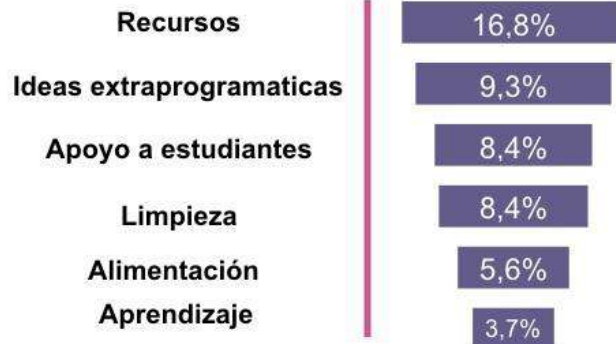 Recursos 16,8%
Ideas extraprogramaticas 9,3%
Apoyo a estudiantes 8,4%
Limpieza 8,4%
Alimentación 5,6%
Aprendizaje 3,7%